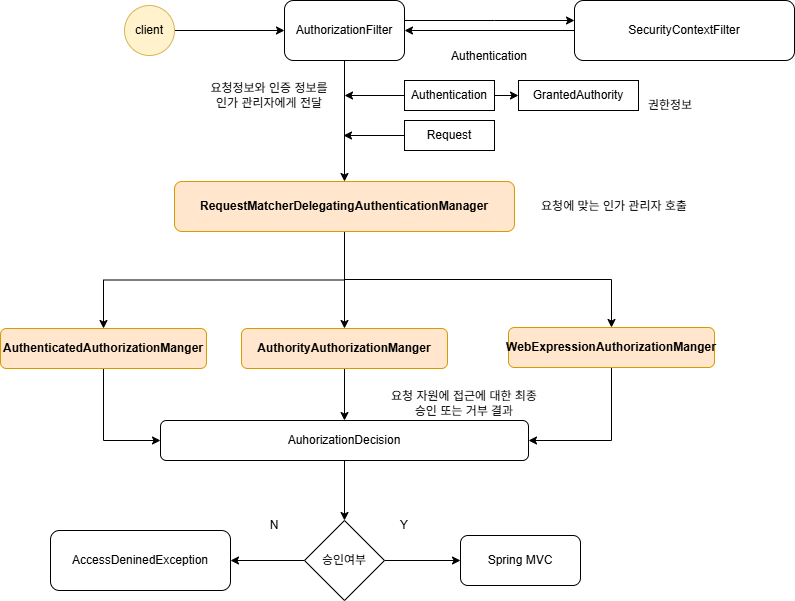 client
AuthorizationFilter
SecurityContextFilter
Authentication
요청정보와 인증 정보를
인가 관리자에게 전달
Authentication
GrantedAuthority
권한정보
Request
RequestMatcherDelegatingAuthenticationManager
요청에 맞는 인가 관리자 호출
AuthenticatedAuthorizationManger
AuthorityAuthorizationManger
WebExpressionAuthorizationManger
요청 자원에 접근에 대한 최종
승인 또는 거부 결과
AuhorizationDecision
N
Y
AccessDeninedException
승인여부
Spring MVC